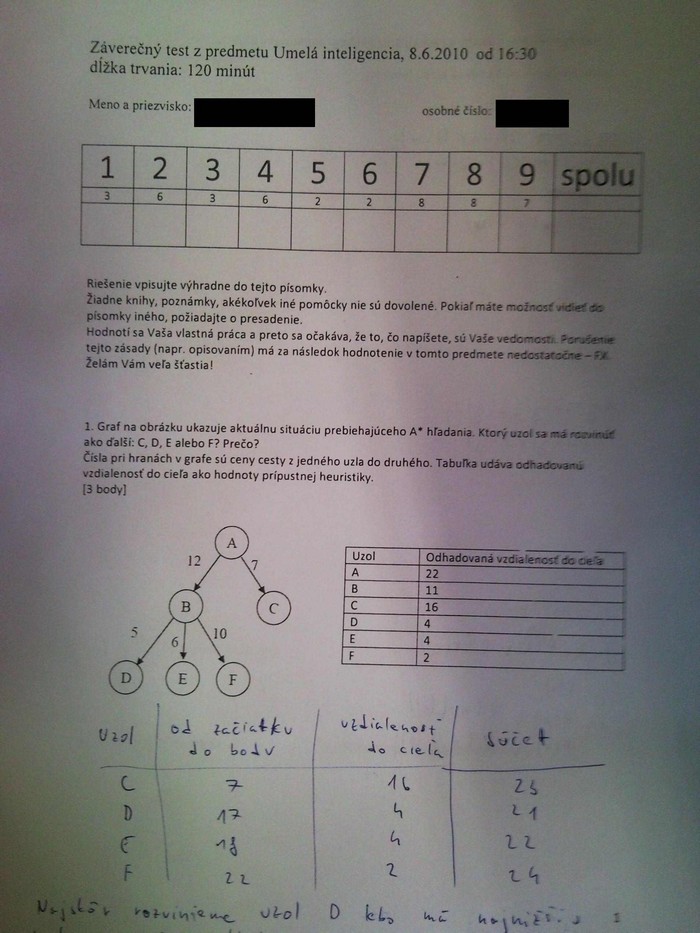 Záverečný test z predmetu Umelá inteligencia, 8.6.2010 od 16:30
dĺžka trvania: 120 minút
Meno a priezvisko: osobné číslo:
1 2 3 4 5 6 7 8 9 spolu
3 6 3 6 2 2 8 8 7
Riešenie vpisujte výhradne do tejto písomky.
Žiadne knihy, poznámky, akékoľvek iné pomôcky nie sú dovolené. Pokiaľ máte možnosť vidieť do
písomky iného, požiadajte o presadenie.
Hodnotí sa Vaša vlastná práca a preto sa očakáva, že to, čo napíšete, sú Vaše vedomosti. Porušenie
tejto zásady (napr. opisovaním) má za následok hodnotenie v tomto predmete nedostatočne – FX.
Želám Vám veľa šťastia!
1. Graf na obrázku ukazuje aktuálnu situáciu prebiehajúceho A* hľadania. Ktorý uzol sa má rozvinúť
ako ďalší: C, D, E alebo F? Prečo?
Čísla pri hranách v grafe sú ceny cesty z jedného uzla do druhého. Tabuľka udáva odhadovanú
vzdialenosť do cieľa ako hodnoty prípustnej heuristiky.
[3 body]
A
12 7
B C
5 6 10
D E F
Uzol Odhadovaná vzdialenosť do cieľa
A 22
B 11
C 16
D 4
E 4
F 2
Uzol od začiatku do bodu vzdialenosť do cieľa súčet
C 7 16 23
D 17 4 21
E 18 4 22
F 22 2 24
Najskôr rozvinieme uzol D lebo má